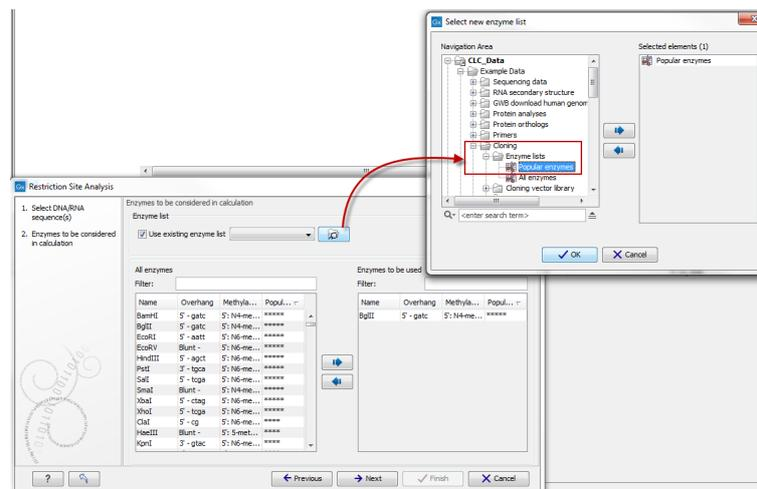 Select new enzyme list
Navigation Area
CLC_Data
Example Data
Sequencing data
RNA secondary structure
GWB download human genom
Protein analyses
Protein orthologs
Primers
Cloning
Enzyme lists
Popular enzymes
All enzymes
Cloning vector library
<enter search term>
Selected elements (1)
Popular enzymes
OK
Cancel
Restriction Site Analysis
1. Select DNA/RNA
sequence(s)
2. Enzymes to be considered
in calculation
Enzymes to be considered in calculation
Enzyme list
Use existing enzyme list
All enzymes
Filter:
Name Overhang Methyla... Popul...
BamHI 5' - gatc 5': N4-me... *****
BglII 5' - gatc 5': N4-me... *****
EcoRI 5' - aatt 5': N6-me... *****
EcoRV Blunt - 5': N6-me... *****
HindIII 5' - agct 5': N6-me... *****
PstI 3' - tgca 5': N6-me... *****
SalI 5' - tcga 5': N6-me... *****
SmaI Blunt - 5': N4-me... *****
XbaI 5' - ctag 5': N6-me... *****
XhoI 5' - tcga 5': N6-me... *****
ClaI 5' - cg 5': N6-me... ****
HaeIII Blunt - 5': 5-met... ****
KpnI 3' - gtac 5': N6-me... ****
Enzymes to be used
Filter:
Name Overhang Methyla... Popul...
BglII 5' - gatc 5': N4-me... *****
?
Previous
Next
Finish
Cancel